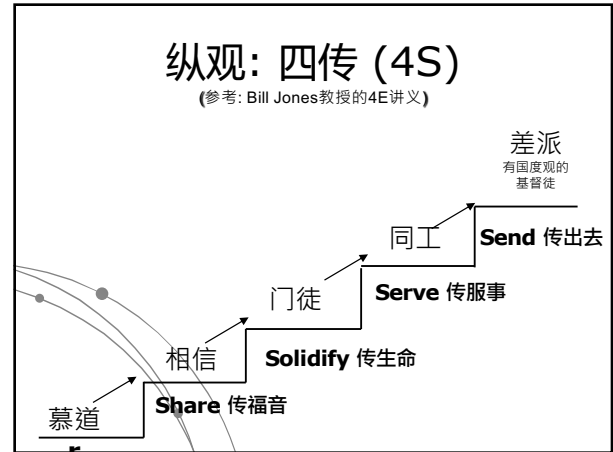 纵观: 四传 (4S)
(参考: Bill Jones教授的4E讲义)
差派
有国度观的
基督徒
同工
Send 传出去
门徒
Serve 传服事
相信
Solidify 传生命
慕道
Share 传福音